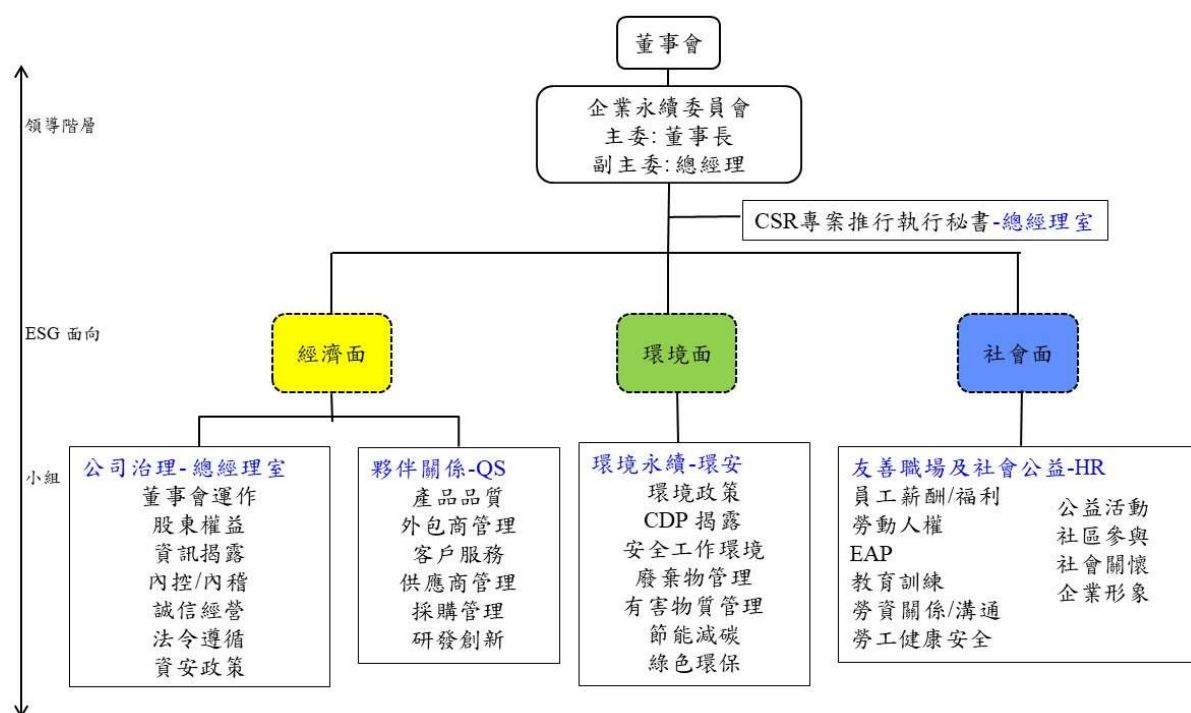 董事會
領導階層
企業永續委員會
主委: 董事長
副主委: 總經理
CSR專案推行執行秘書-總經理室
ESG 面向
經濟面
環境面
社會面
小組
公司治理- 總經理室
董事會運作
股東權益
資訊揭露
內控/內稽
誠信經營
法令遵循
資安政策
夥伴關係-QS
產品品質
外包商管理
客戶服務
供應商管理
採購管理
研發創新
環境永續-環安
環境政策
CDP 揭露
安全工作環境
廢棄物管理
有害物質管理
節能減碳
綠色環保
友善職場及社會公益-HR
員工薪酬/福利
勞動人權
EAP
教育訓練
勞資關係/溝通
勞工健康安全
公益活動
社區參與
社會關懷
企業形象